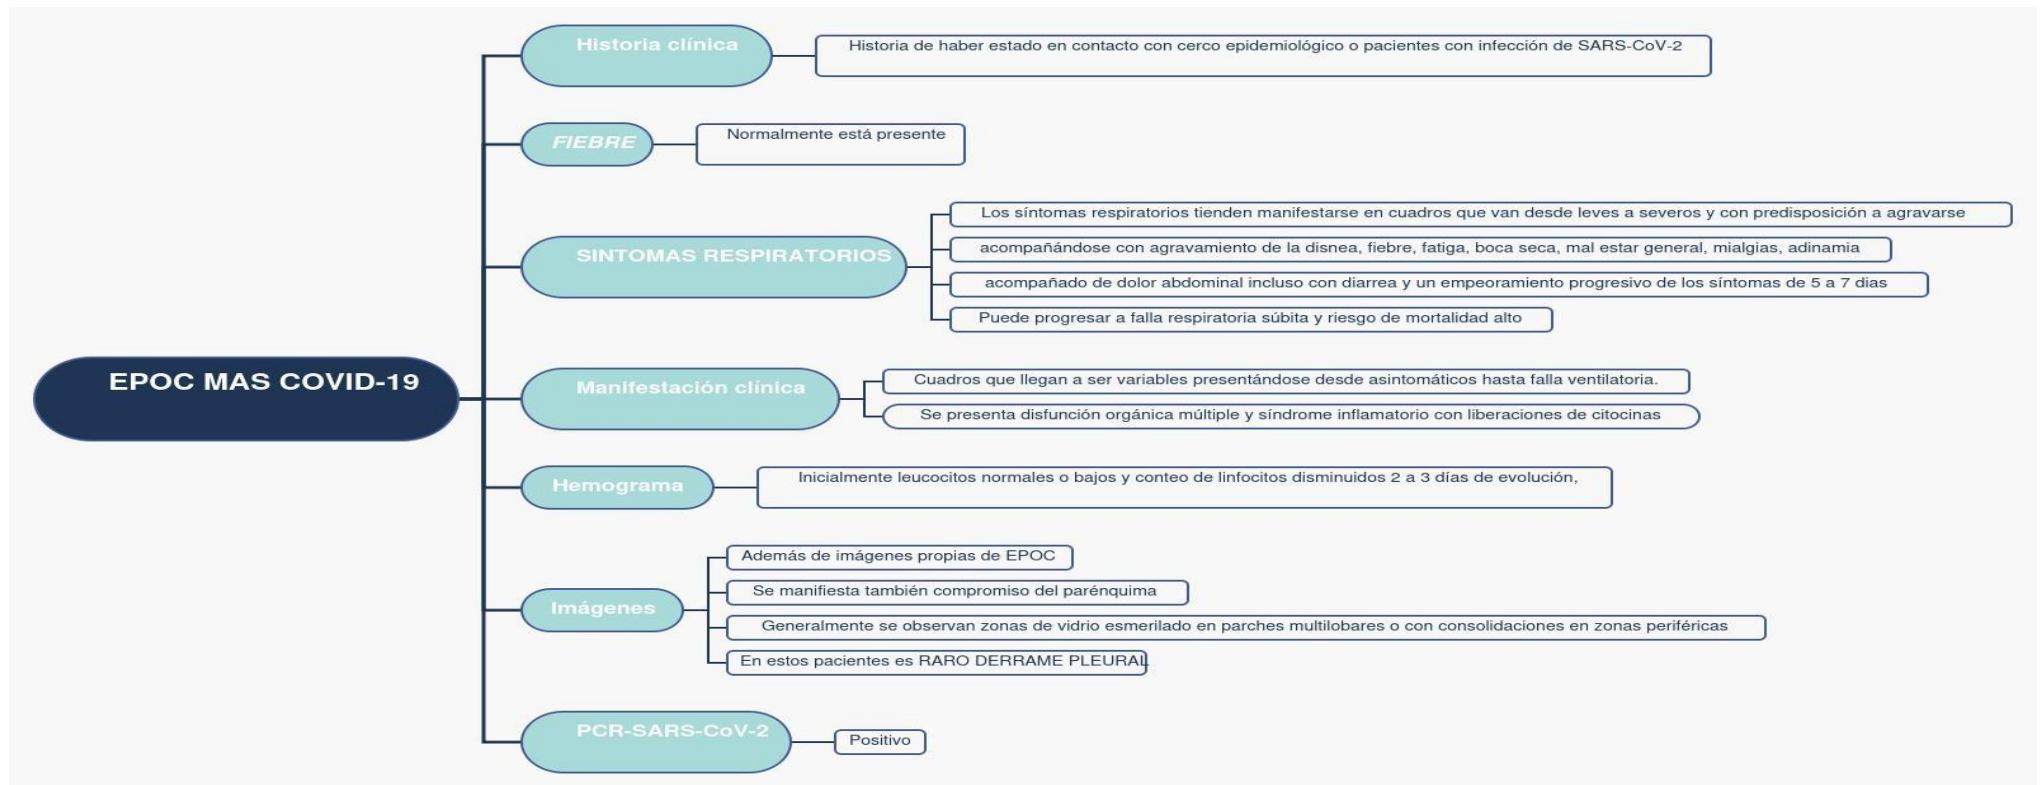 Historia clínica
Historia de haber estado en contacto con cerco epidemiológico o pacientes con infección de SARS-CoV-2
FIEBRE
Normalmente está presente
SINTOMAS RESPIRATORIOS
Los síntomas respiratorios tienden manifestarse en cuadros que van desde leves a severos y con predisposición a agravarse
acompañándose con agravamiento de la disnea, fiebre, fatiga, boca seca, mal estar general, mialgias, adinamia
acompañado de dolor abdominal incluso con diarrea y un empeoramiento progresivo de los síntomas de 5 a 7 dias
Puede progresar a falla respiratoria súbita y riesgo de mortalidad alto
EPOC MAS COVID-19
Manifestación clínica
Cuadros que llegan a ser variables presentándose desde asintomáticos hasta falla ventilatoria.
Se presenta disfunción orgánica múltiple y síndrome inflamatorio con liberaciones de citocinas
Hemograma
Inicialmente leucocitos normales o bajos y conteo de linfocitos disminuidos 2 a 3 días de evolución,
Imágenes
Además de imágenes propias de EPOC
Se manifiesta también compromiso del parénquima
Generalmente se observan zonas de vidrio esmerilado en parches multilobares o con consolidaciones en zonas periféricas
En estos pacientes es RARO DERRAME PLEURAL
PCR-SARS-CoV-2
Positivo